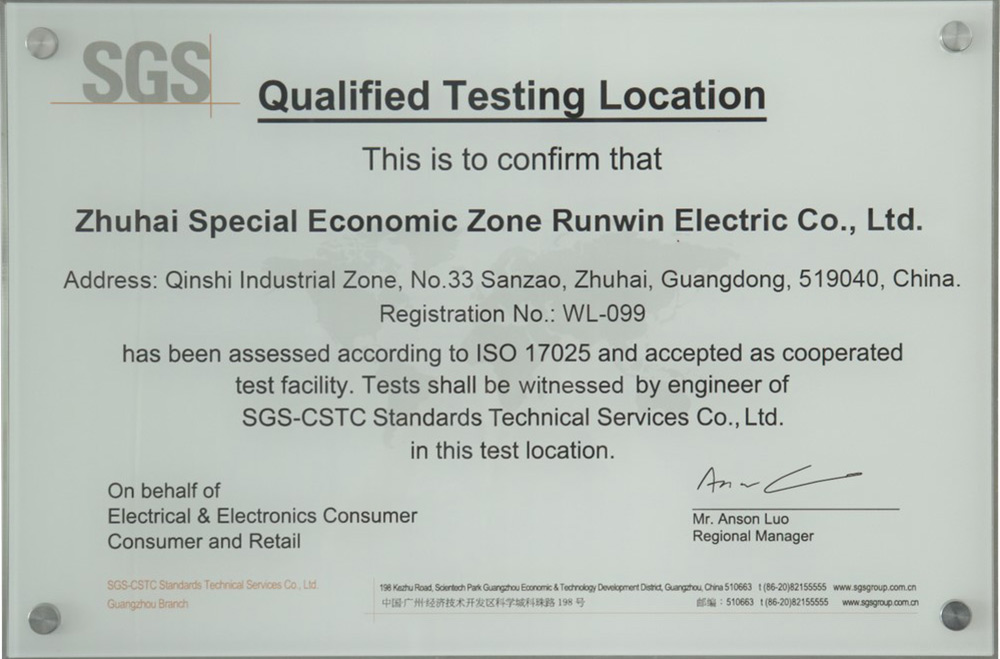 SGS
Qualified Testing Location
This is to confirm that
Zhuhai Special Economic Zone Runwin Electric Co., Ltd.
Address: Qinshi Industrial Zone, No.33 Sanzao, Zhuhai, Guangdong, 519040, China.
Registration No.: WL-099
has been assessed according to ISO 17025 and accepted as cooperated
test facility. Tests shall be witnessed by engineer of
SGS-CSTC Standards Technical Services Co., Ltd.
in this test location.
On behalf of
Electrical & Electronics Consumer
Consumer and Retail
Mr. Anson Luo
Regional Manager
SGS-CSTC Standards Technical Services Co., Ltd.
Guangzhou Branch
198 Kezhu Road, Scientech Park Guangzhou Economic & Technology Development District, Guangzhou, China 510663 t (86-20)82155555 www.sgsgroup.com.cn
中国·广州·经济技术开发区科学城科珠路 198 号 邮编：510663 t (86-20)82155555 www.sgsgroup.com.cn